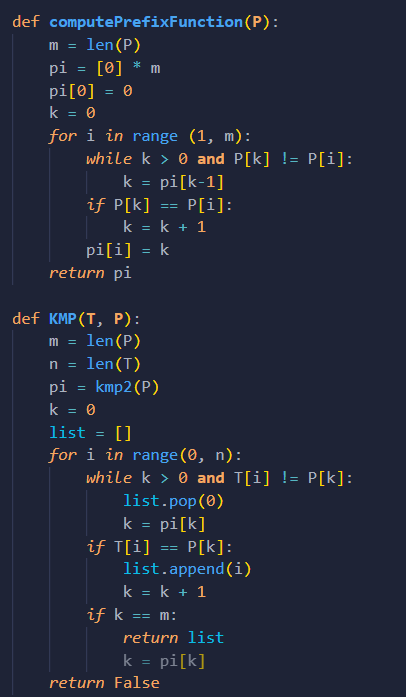 def computePrefixFunction(P):
    m = len(P)
    pi = [0] * m
    pi[0] = 0
    k = 0
    for i in range (1, m):
        while k > 0 and P[k] != P[i]:
            k = pi[k-1]
        if P[k] == P[i]:
            k = k + 1
        pi[i] = k
    return pi

def KMP(T, P):
    m = len(P)
    n = len(T)
    pi = kmp2(P)
    k = 0
    list = []
    for i in range(0, n):
        while k > 0 and T[i] != P[k]:
            list.pop(0)
            k = pi[k]
        if T[i] == P[k]:
            list.append(i)
            k = k + 1
        if k == m:
            return list
            k = pi[k]
    return False